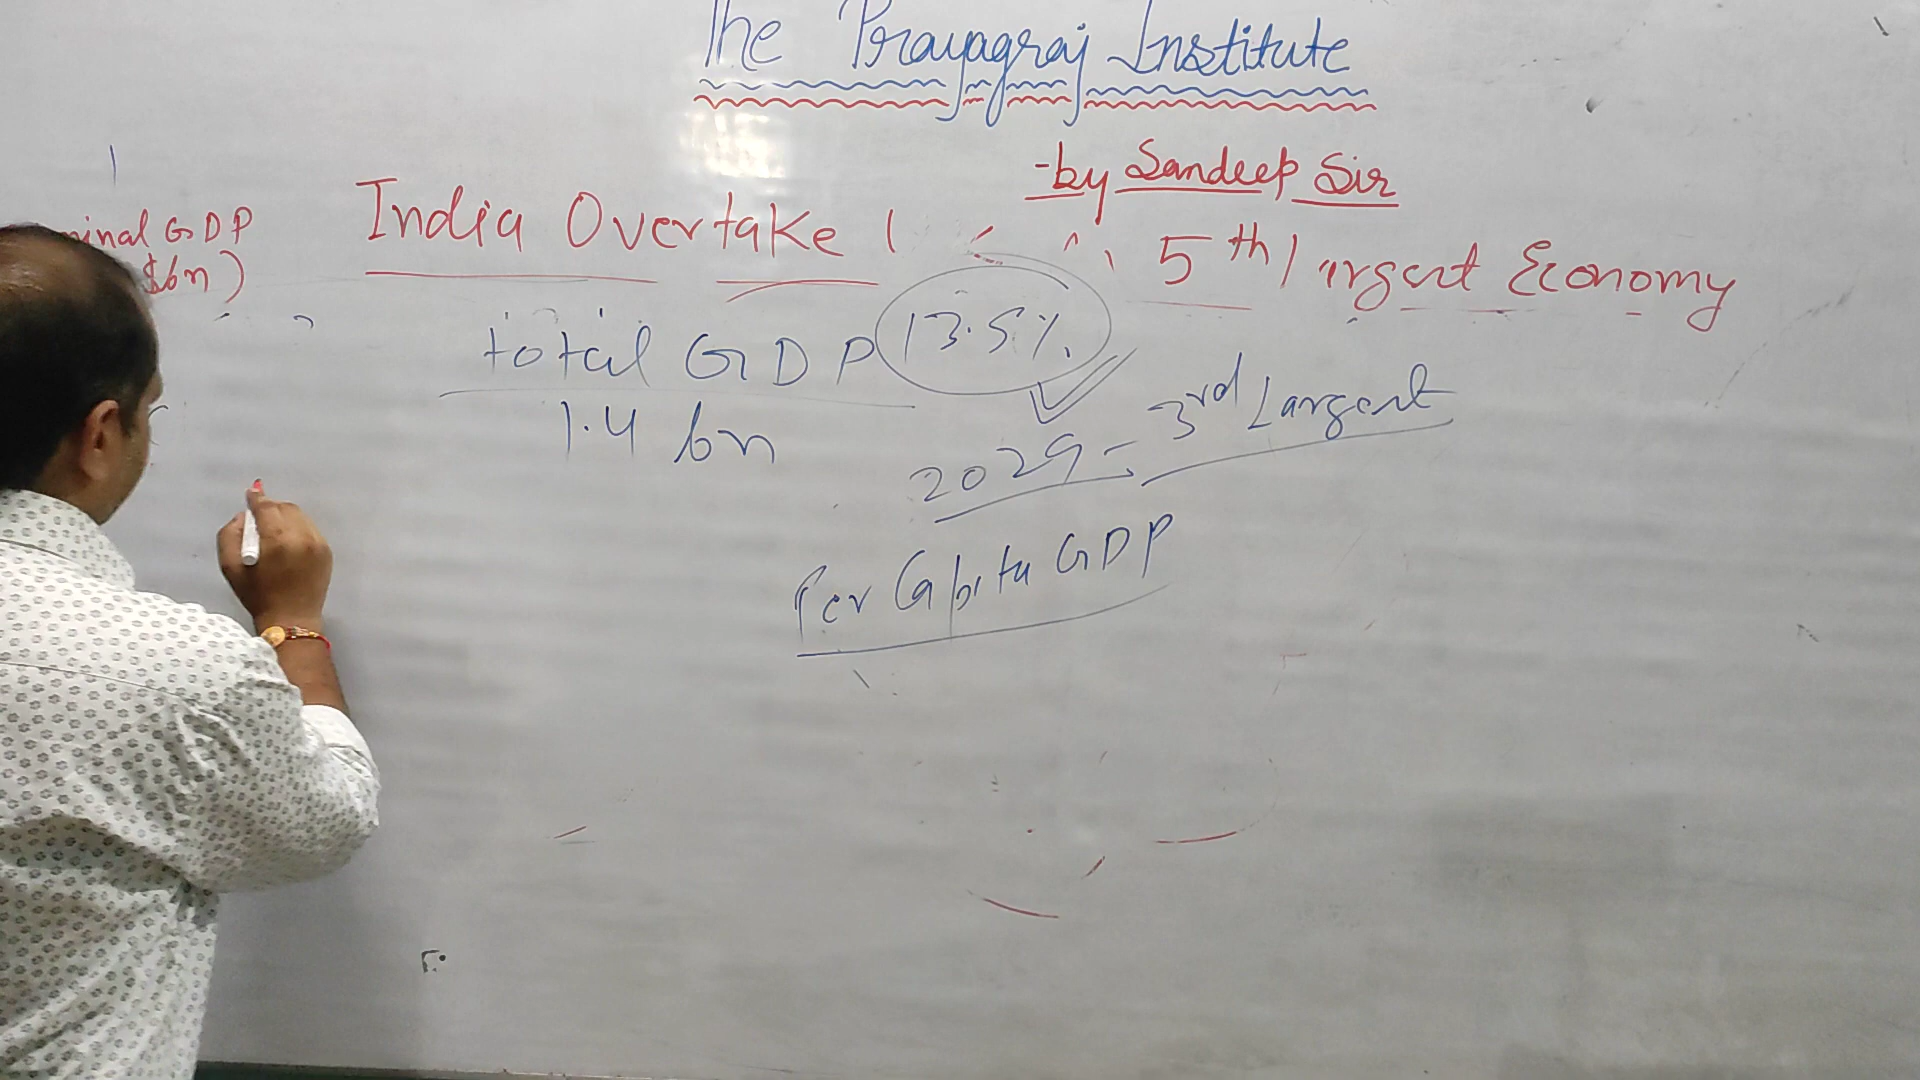 The Prayagraj Institute
-by Sandeep Sir
GDP
$bn)
India Overtake
5th largest Economy
total GDP 13.5%
1.4 bn
2029 = 3rd Largest
Per Capita GDP